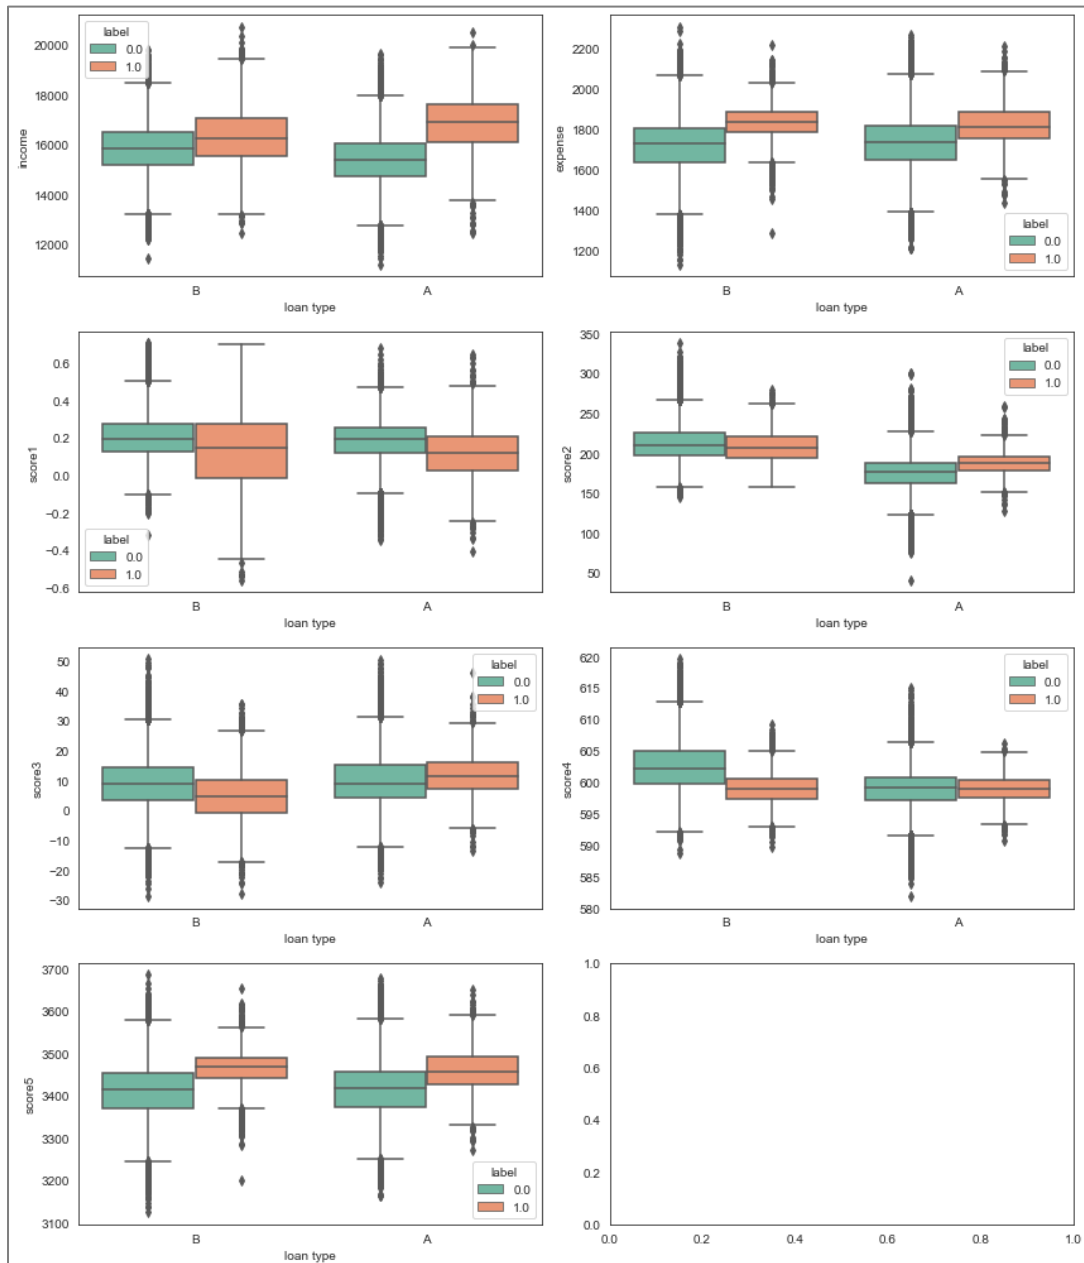 label
0.0
1.0
20000
18000
16000
14000
12000
income
B
A
loan type
label
0.0
1.0
2200
2000
1800
1600
1400
1200
expense
B
A
loan type
label
0.0
1.0
0.6
0.4
0.2
0.0
−0.2
−0.4
−0.6
score1
B
A
loan type
label
0.0
1.0
350
300
250
200
150
100
50
score2
B
A
loan type
label
0.0
1.0
50
40
30
20
10
0
−10
−20
−30
score3
B
A
loan type
label
0.0
1.0
620
615
610
605
600
595
590
585
580
score4
B
A
loan type
label
0.0
1.0
3700
3600
3500
3400
3300
3200
3100
score5
B
A
loan type
1.0
0.8
0.6
0.4
0.2
0.0
0.0
0.2
0.4
0.6
0.8
1.0